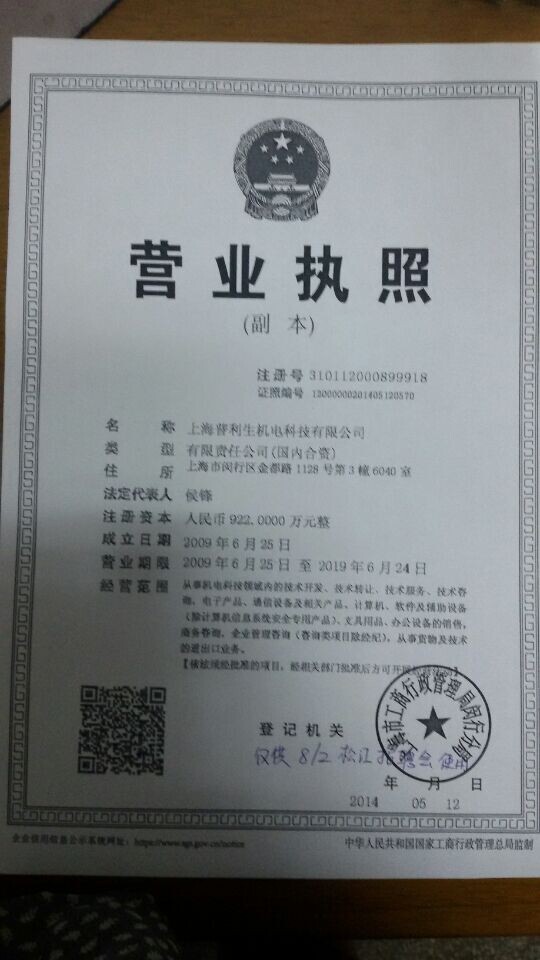 营业执照
(副 本)
注册号 310112000899918
证照编号 12000000201405120570
名 称 上海普利生机电科技有限公司
类 型 有限责任公司(国内合资)
住 所 上海市闵行区金都路1128号第3幢6040室
法定代表人 侯锋
注册资本 人民币922.0000万元整
成立日期 2009年6月25日
营业期限 2009年6月25日 至 2019年6月24日
经营范围 从事机电科技领域内的技术开发、技术转让、技术服务、技术咨
询,电子产品、通信设备及相关产品、计算机、软件及辅助设备
(除计算机信息系统安全专用产品)、文具用品、办公设备的销售,
商务咨询,企业管理咨询(咨询类项目除经纪),从事货物及技术
的进出口业务。
【依法须经批准的项目,经相关部门批准后方可开展经营活动】
上海市工商行政管理局闵行分局
登记机关
仅供 8/2 松江招聘会使用
年 月 日
2014 05 12
企业信用信息公示系统网址: https://www.sgs.gov.cn/notice
中华人民共和国国家工商行政管理总局监制